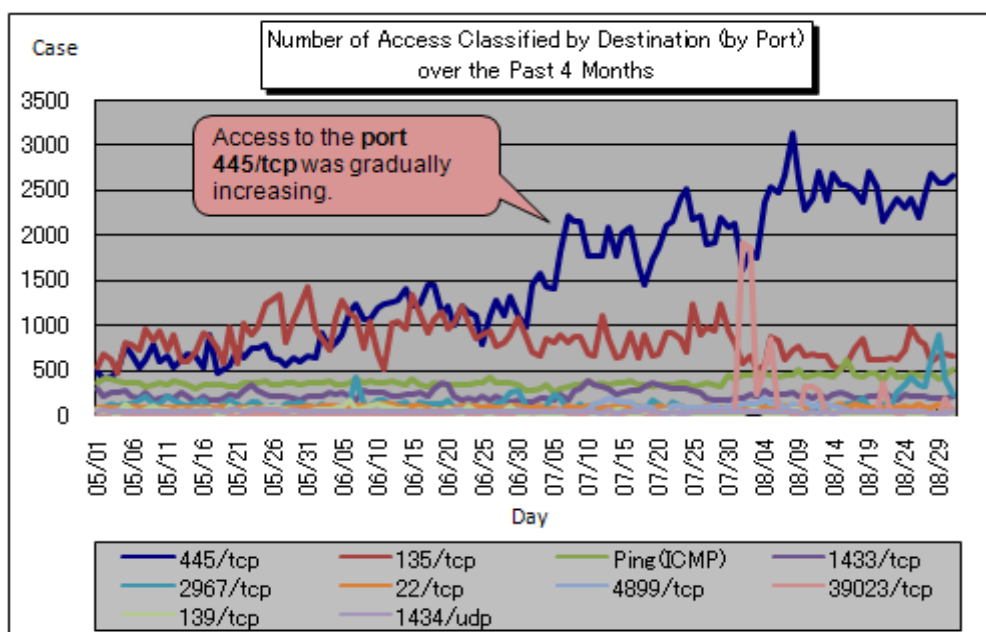 Case
Number of Access Classified by Destination (by Port)
over the Past 4 Months
3500
3000
2500
2000
1500
1000
500
0
Access to the port
445/tcp was gradually
increasing.
05/01 05/06 05/11 05/16 05/21 05/26 05/31 06/05 06/10 06/15 06/20 06/25 06/30 07/05 07/10 07/15 07/20 07/25 07/30 08/04 08/09 08/14 08/19 08/24 08/29
Day
445/tcp 135/tcp Ping(ICMP) 1433/tcp
2967/tcp 22/tcp 4899/tcp 39023/tcp
139/tcp 1434/udp